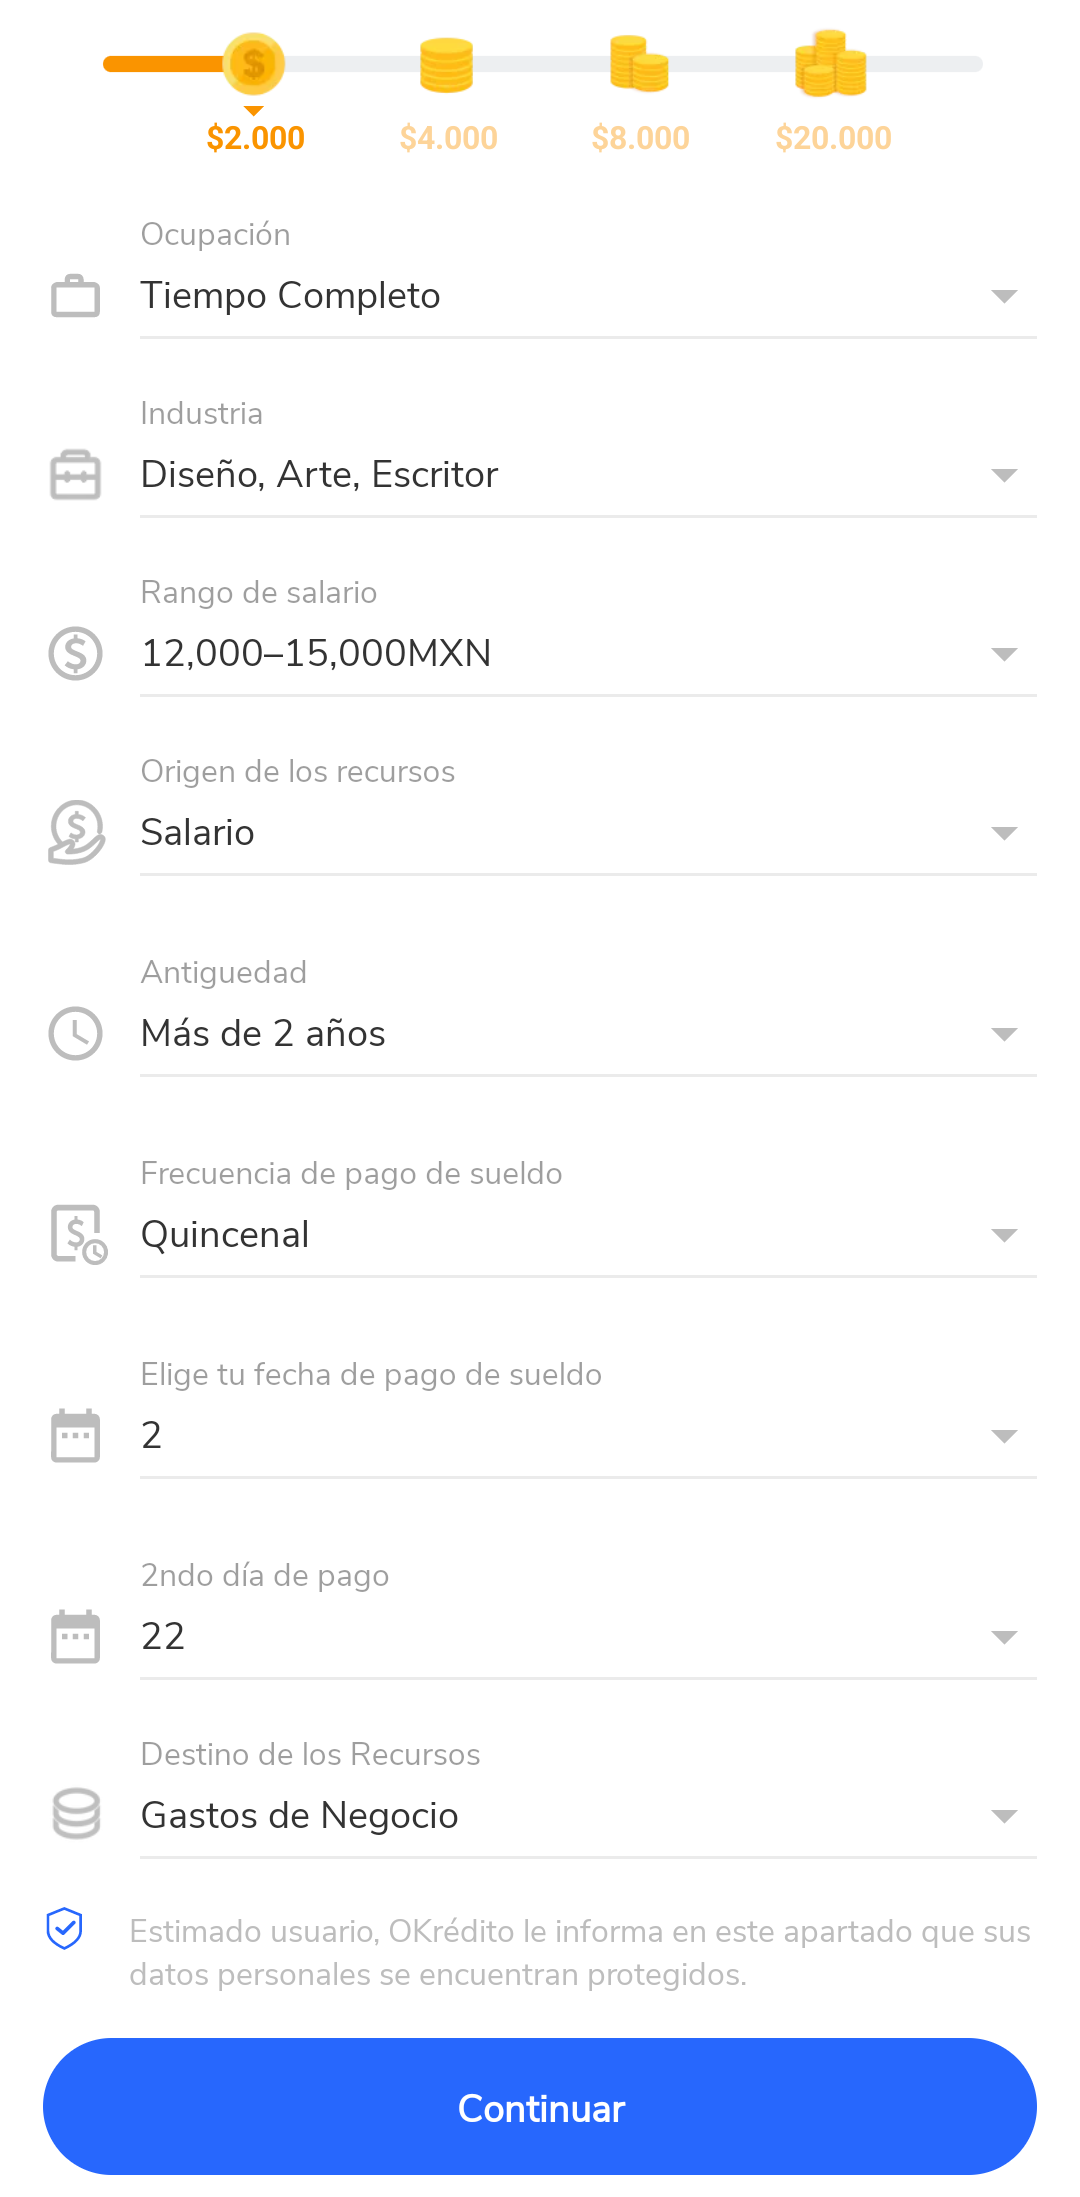 $2.000 $4.000 $8.000 $20.000
Ocupación
Tiempo Completo
Industria
Diseño, Arte, Escritor
Rango de salario
12,000–15,000MXN
Origen de los recursos
Salario
Antiguedad
Más de 2 años
Frecuencia de pago de sueldo
Quincenal
Elige tu fecha de pago de sueldo
2
2ndo día de pago
22
Destino de los Recursos
Gastos de Negocio
Estimado usuario, OKrédito le informa en este apartado que sus
datos personales se encuentran protegidos.
Continuar